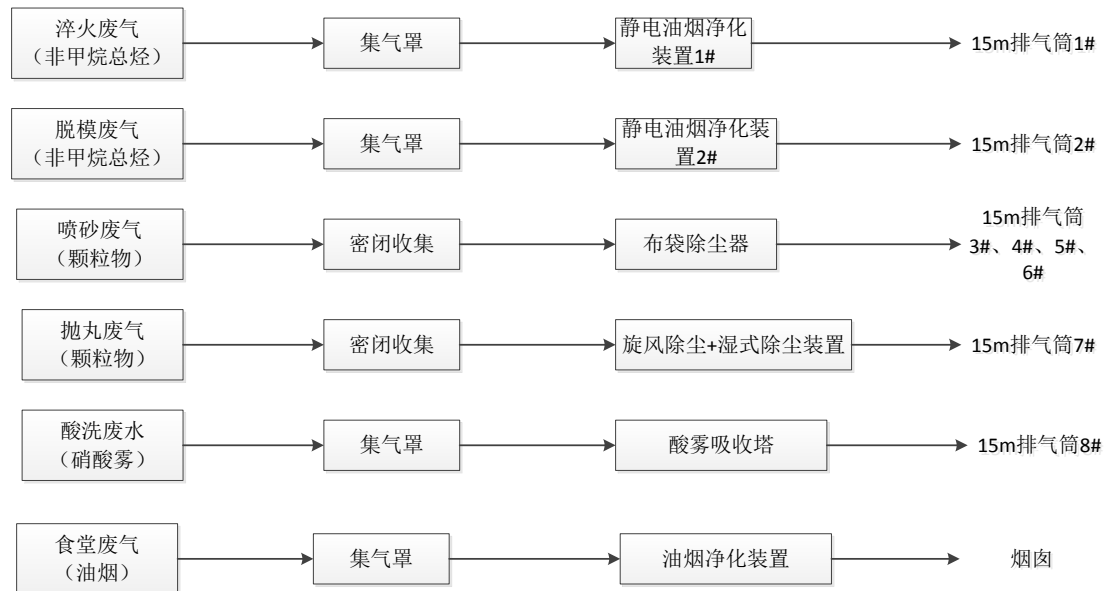 淬火废气
（非甲烷总烃）
集气罩
静电油烟净化
装置1#
15m排气筒1#
脱模废气
（非甲烷总烃）
集气罩
静电油烟净化装
置2#
15m排气筒2#
喷砂废气
（颗粒物）
密闭收集
布袋除尘器
15m排气筒
3#、4#、5#、
6#
抛丸废气
（颗粒物）
密闭收集
旋风除尘+湿式除尘装置
15m排气筒7#
酸洗废水
（硝酸雾）
集气罩
酸雾吸收塔
15m排气筒8#
食堂废气
（油烟）
集气罩
油烟净化装置
烟囱